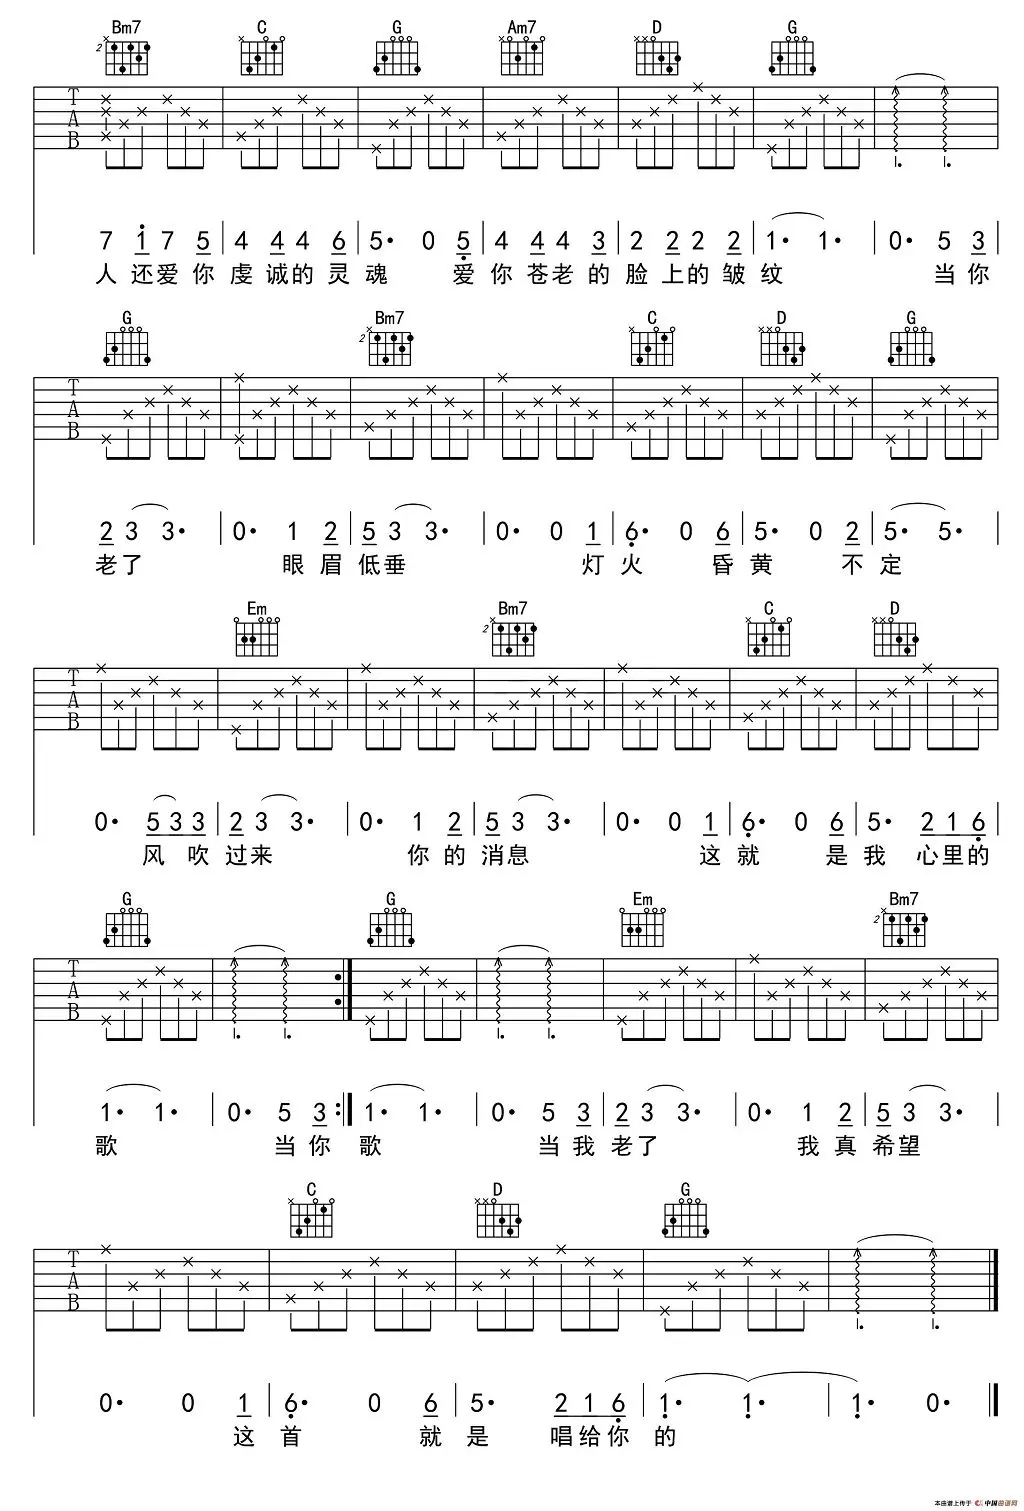 Bm7 C G Am7 D G
2
T A B
7 1 7 5 | 4 4 4 6 | 5· 0 5 | 4 4 4 3 | 2 2 2 2 | 1· 1· | 0· 5 3
人 还爱你 虔 诚的 灵 魂 爱 你 苍老 的 脸 上的 皱 纹 当 你
G Bm7 C D G
2
T A B
2 3 3· | 0· 1 2 | 5 3 3· | 0· 0 1 | 6· 0 6 | 5· 0 2 | 5· 5·
老了 眼 眉 低垂 灯 火 昏 黄 不 定
Em Bm7 C D
2
T A B
0· 5 3 3 | 2 3 3· | 0· 1 2 | 5 3 3· | 0· 0 1 | 6· 0 6 | 5· 2 1 6
风 吹 过来 你 的 消息 这 就 是 我 心里的
G G Em Bm7
2
T A B
1· 1· | 0· 5 3 :| 1· 1· | 0· 5 3 | 2 3 3· | 0· 1 2 | 5 3 3·
歌 当 你 歌 当 我 老了 我 真 希望
C D G
T A B
0· 0 1 | 6· 0 6 | 5· 2 1 6 | 1· 1· | 1· 0·
这 首 就 是 唱给你 的
本曲谱上传于 中国曲谱网